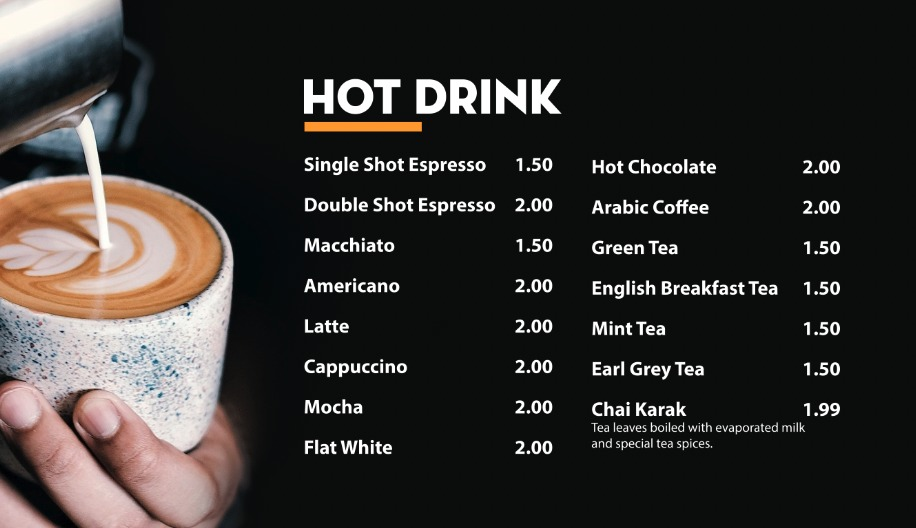 HOT DRINK
Single Shot Espresso 1.50
Double Shot Espresso 2.00
Macchiato 1.50
Americano 2.00
Latte 2.00
Cappuccino 2.00
Mocha 2.00
Flat White 2.00
Hot Chocolate 2.00
Arabic Coffee 2.00
Green Tea 1.50
English Breakfast Tea 1.50
Mint Tea 1.50
Earl Grey Tea 1.50
Chai Karak 1.99
Tea leaves boiled with evaporated milk
and special tea spices.